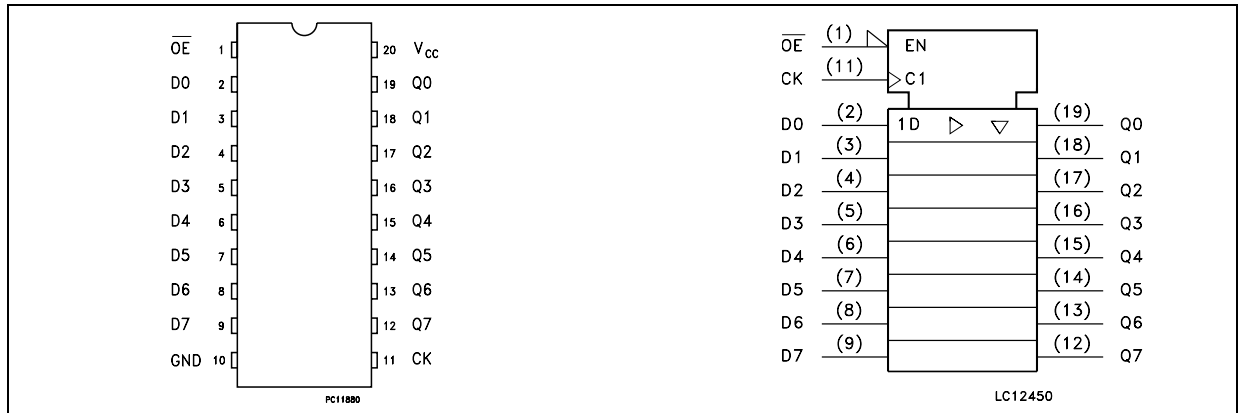 OE 1 20 VCC
D0 2 19 Q0
D1 3 18 Q1
D2 4 17 Q2
D3 5 16 Q3
D4 6 15 Q4
D5 7 14 Q5
D6 8 13 Q6
D7 9 12 Q7
GND 10 11 CK
PC11880
OE (1) EN
CK (11) C1
D0 (2) 1D (19) Q0
D1 (3) (18) Q1
D2 (4) (17) Q2
D3 (5) (16) Q3
D4 (6) (15) Q4
D5 (7) (14) Q5
D6 (8) (13) Q6
D7 (9) (12) Q7
LC12450